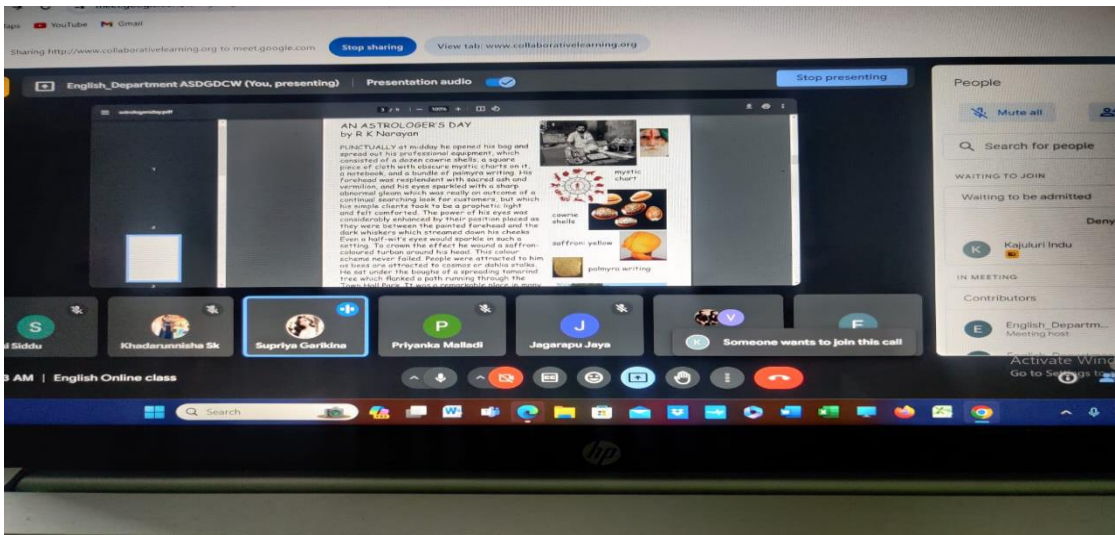 YouTube
Gmail
Sharing http://www.collaborativelearning.org to meet.google.com
Stop sharing
View tab: www.collaborativelearning.org
English_Department ASDGDCW (You, presenting)
Presentation audio
Stop presenting
People
Mute all
Search for people
WAITING TO JOIN
Waiting to be admitted
Deny
K
Kajuluri Indu
IN MEETING
Contributors
E
English_Departm...
Meeting host
astrologersday.pdf
3 / 9
100%
AN ASTROLOGER'S DAY
by R K Narayan
PUNCTUALLY at midday he opened his bag and
spread out his professional equipment, which
consisted of a dozen cowrie shells, a square
piece of cloth with obscure mystic charts on it,
a notebook, and a bundle of palmyra writing. His
forehead was resplendent with sacred ash and
vermilion, and his eyes sparkled with a sharp
abnormal gleam which was really an outcome of a
continual searching look for customers, but which
his simple clients took to be a prophetic light
and felt comforted. The power of his eyes was
considerably enhanced by their position placed as
they were between the painted forehead and the
dark whiskers which streamed down his cheeks.
Even a half-wit's eyes would sparkle in such a
setting. To crown the effect he wound a saffron-
coloured turban around his head. This colour
scheme never failed. People were attracted to him
as bees are attracted to cosmos or dahlia stalks.
He sat under the boughs of a spreading tamarind
tree which flanked a path running through the
Town Hall Park. It was a remarkable place in many
mystic
chart
cowrie
shells
saffron: yellow
palmyra writing
S
Siddu
Khadarunnisha Sk
Supriya Garikina
P
Priyanka Malladi
J
Jagarapu Jaya
V
K
Someone wants to join this call
AM | English Online class
CC
Activate Wind
Go to Settings to
Search
hp